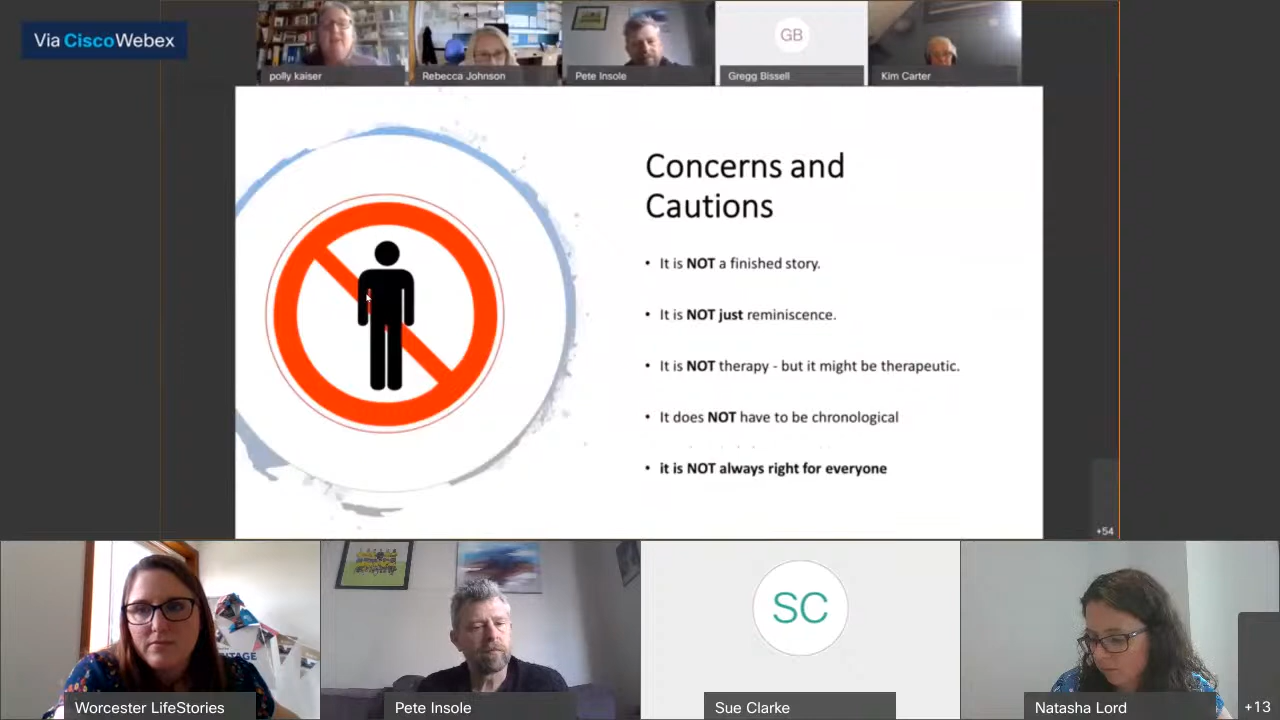 Via CiscoWebex
polly kaiser
Rebecca Johnson
Pete Insole
GB
Gregg Bissell
Kim Carter
Concerns and
Cautions
• It is NOT a finished story.
• It is NOT just reminiscence.
• It is NOT therapy - but it might be therapeutic.
• It does NOT have to be chronological
• it is NOT always right for everyone
+54
Worcester LifeStories
Pete Insole
SC
Sue Clarke
Natasha Lord
+13